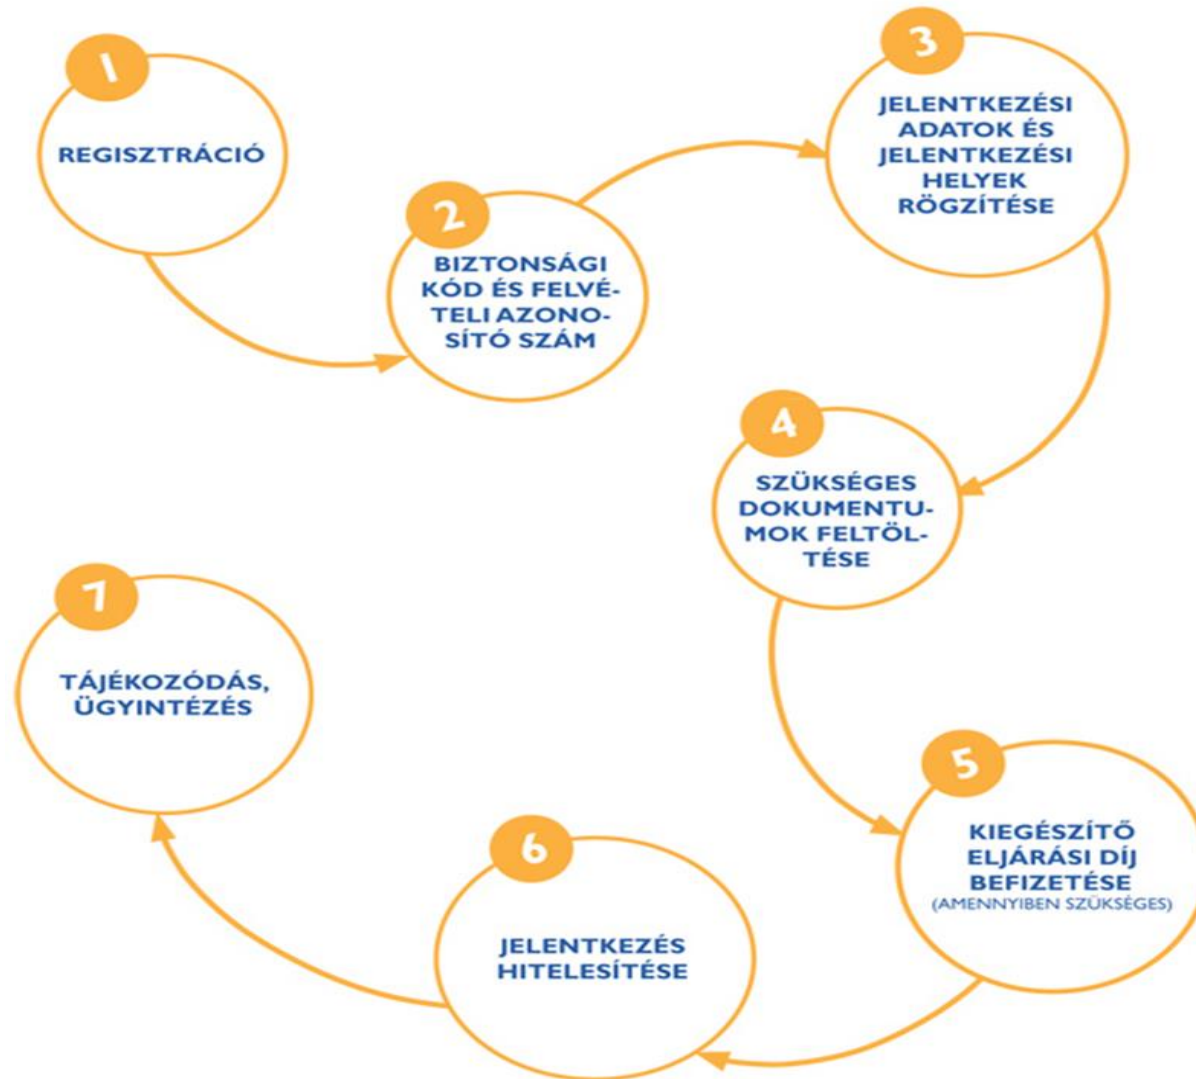 1
REGISZTRÁCIÓ
2
BIZTONSÁGI
KÓD ÉS FELVÉ-
TELI AZONO-
SÍTÓ SZÁM
3
JELENTKEZÉSI
ADATOK ÉS
JELENTKEZÉSI
HELYEK
RÖGZÍTÉSE
4
SZÜKSÉGES
DOKUMENTU-
MOK FELTÖL-
TÉSE
5
KIEGÉSZÍTŐ
ELJÁRÁSI DÍJ
BEFIZETÉSE
(AMENNYIBEN SZÜKSÉGES)
6
JELENTKEZÉS
HITELESÍTÉSE
7
TÁJÉKOZÓDÁS,
ÜGYINTÉZÉS